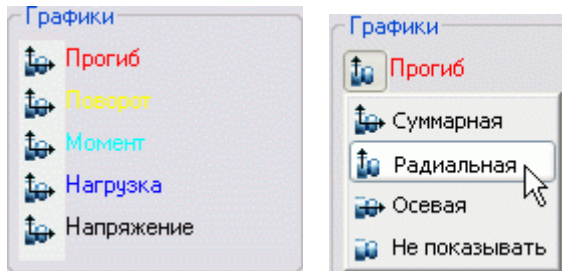 Графики
Прогиб
Поворот
Момент
Нагрузка
Напряжение
Графики
Прогиб
Суммарная
Радиальная
Осевая
Не показывать